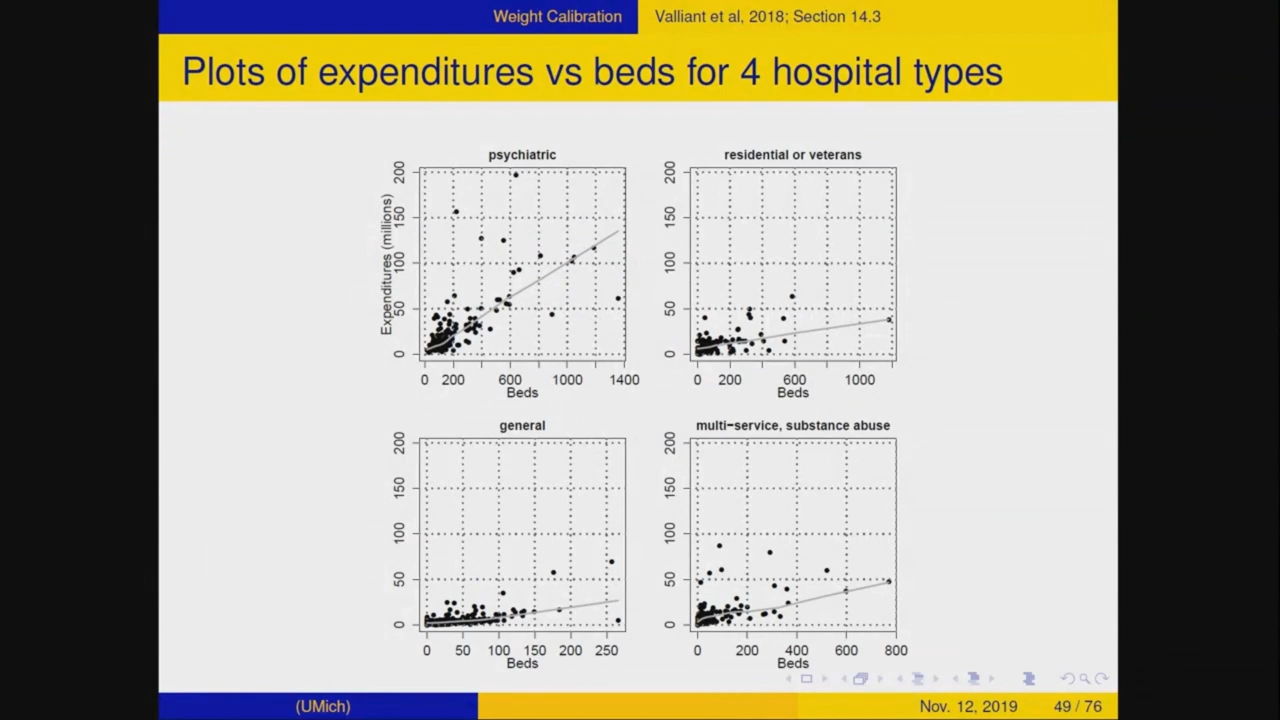 Weight Calibration Valliant et al, 2018; Section 14.3
Plots of expenditures vs beds for 4 hospital types
psychiatric
Expenditures (millions)
0 50 100 150 200
0 200 600 1000 1400
Beds
residential or veterans
0 50 100 150 200
0 200 600 1000
Beds
general
0 50 100 150 200
0 50 100 150 200 250
Beds
multi−service, substance abuse
0 50 100 150 200
0 200 400 600 800
Beds
(UMich) Nov. 12, 2019 49 / 76